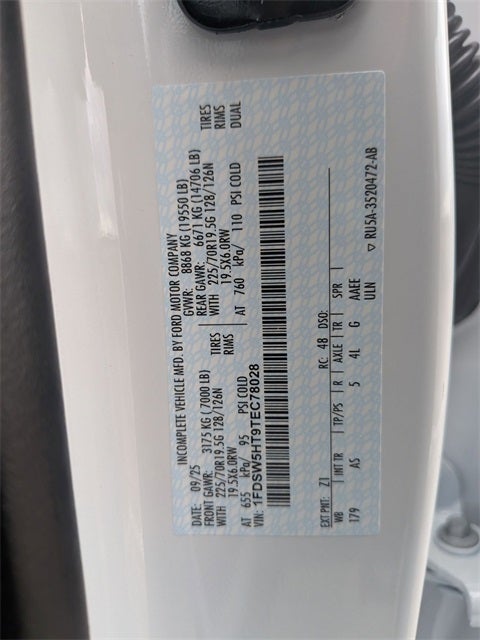 INCOMPLETE VEHICLE MFD. BY FORD MOTOR COMPANY
DATE: 09/25 GVWR: 8868 KG (19550 LB)
FRONT GAWR: 3175 KG (7000 LB) REAR GAWR: 6671 KG (14706 LB)
WITH 225/70R19.5G 128/126N TIRES WITH 225/70R19.5G 128/126N TIRES
19.5X6.0RW RIMS 19.5X6.0RW RIMS
AT 655 kPa/ 95 PSI COLD AT 760 kPa/ 110 PSI COLD DUAL
VIN: 1FDSW5HT9TEC78028
EXT PNT: Z1 RC: 48 DSO:
WB INT TR TP/PS R AXLE TR SPR
179 AS 5 4L G AAEE
ULN
▽ RU5A-3520472-AB